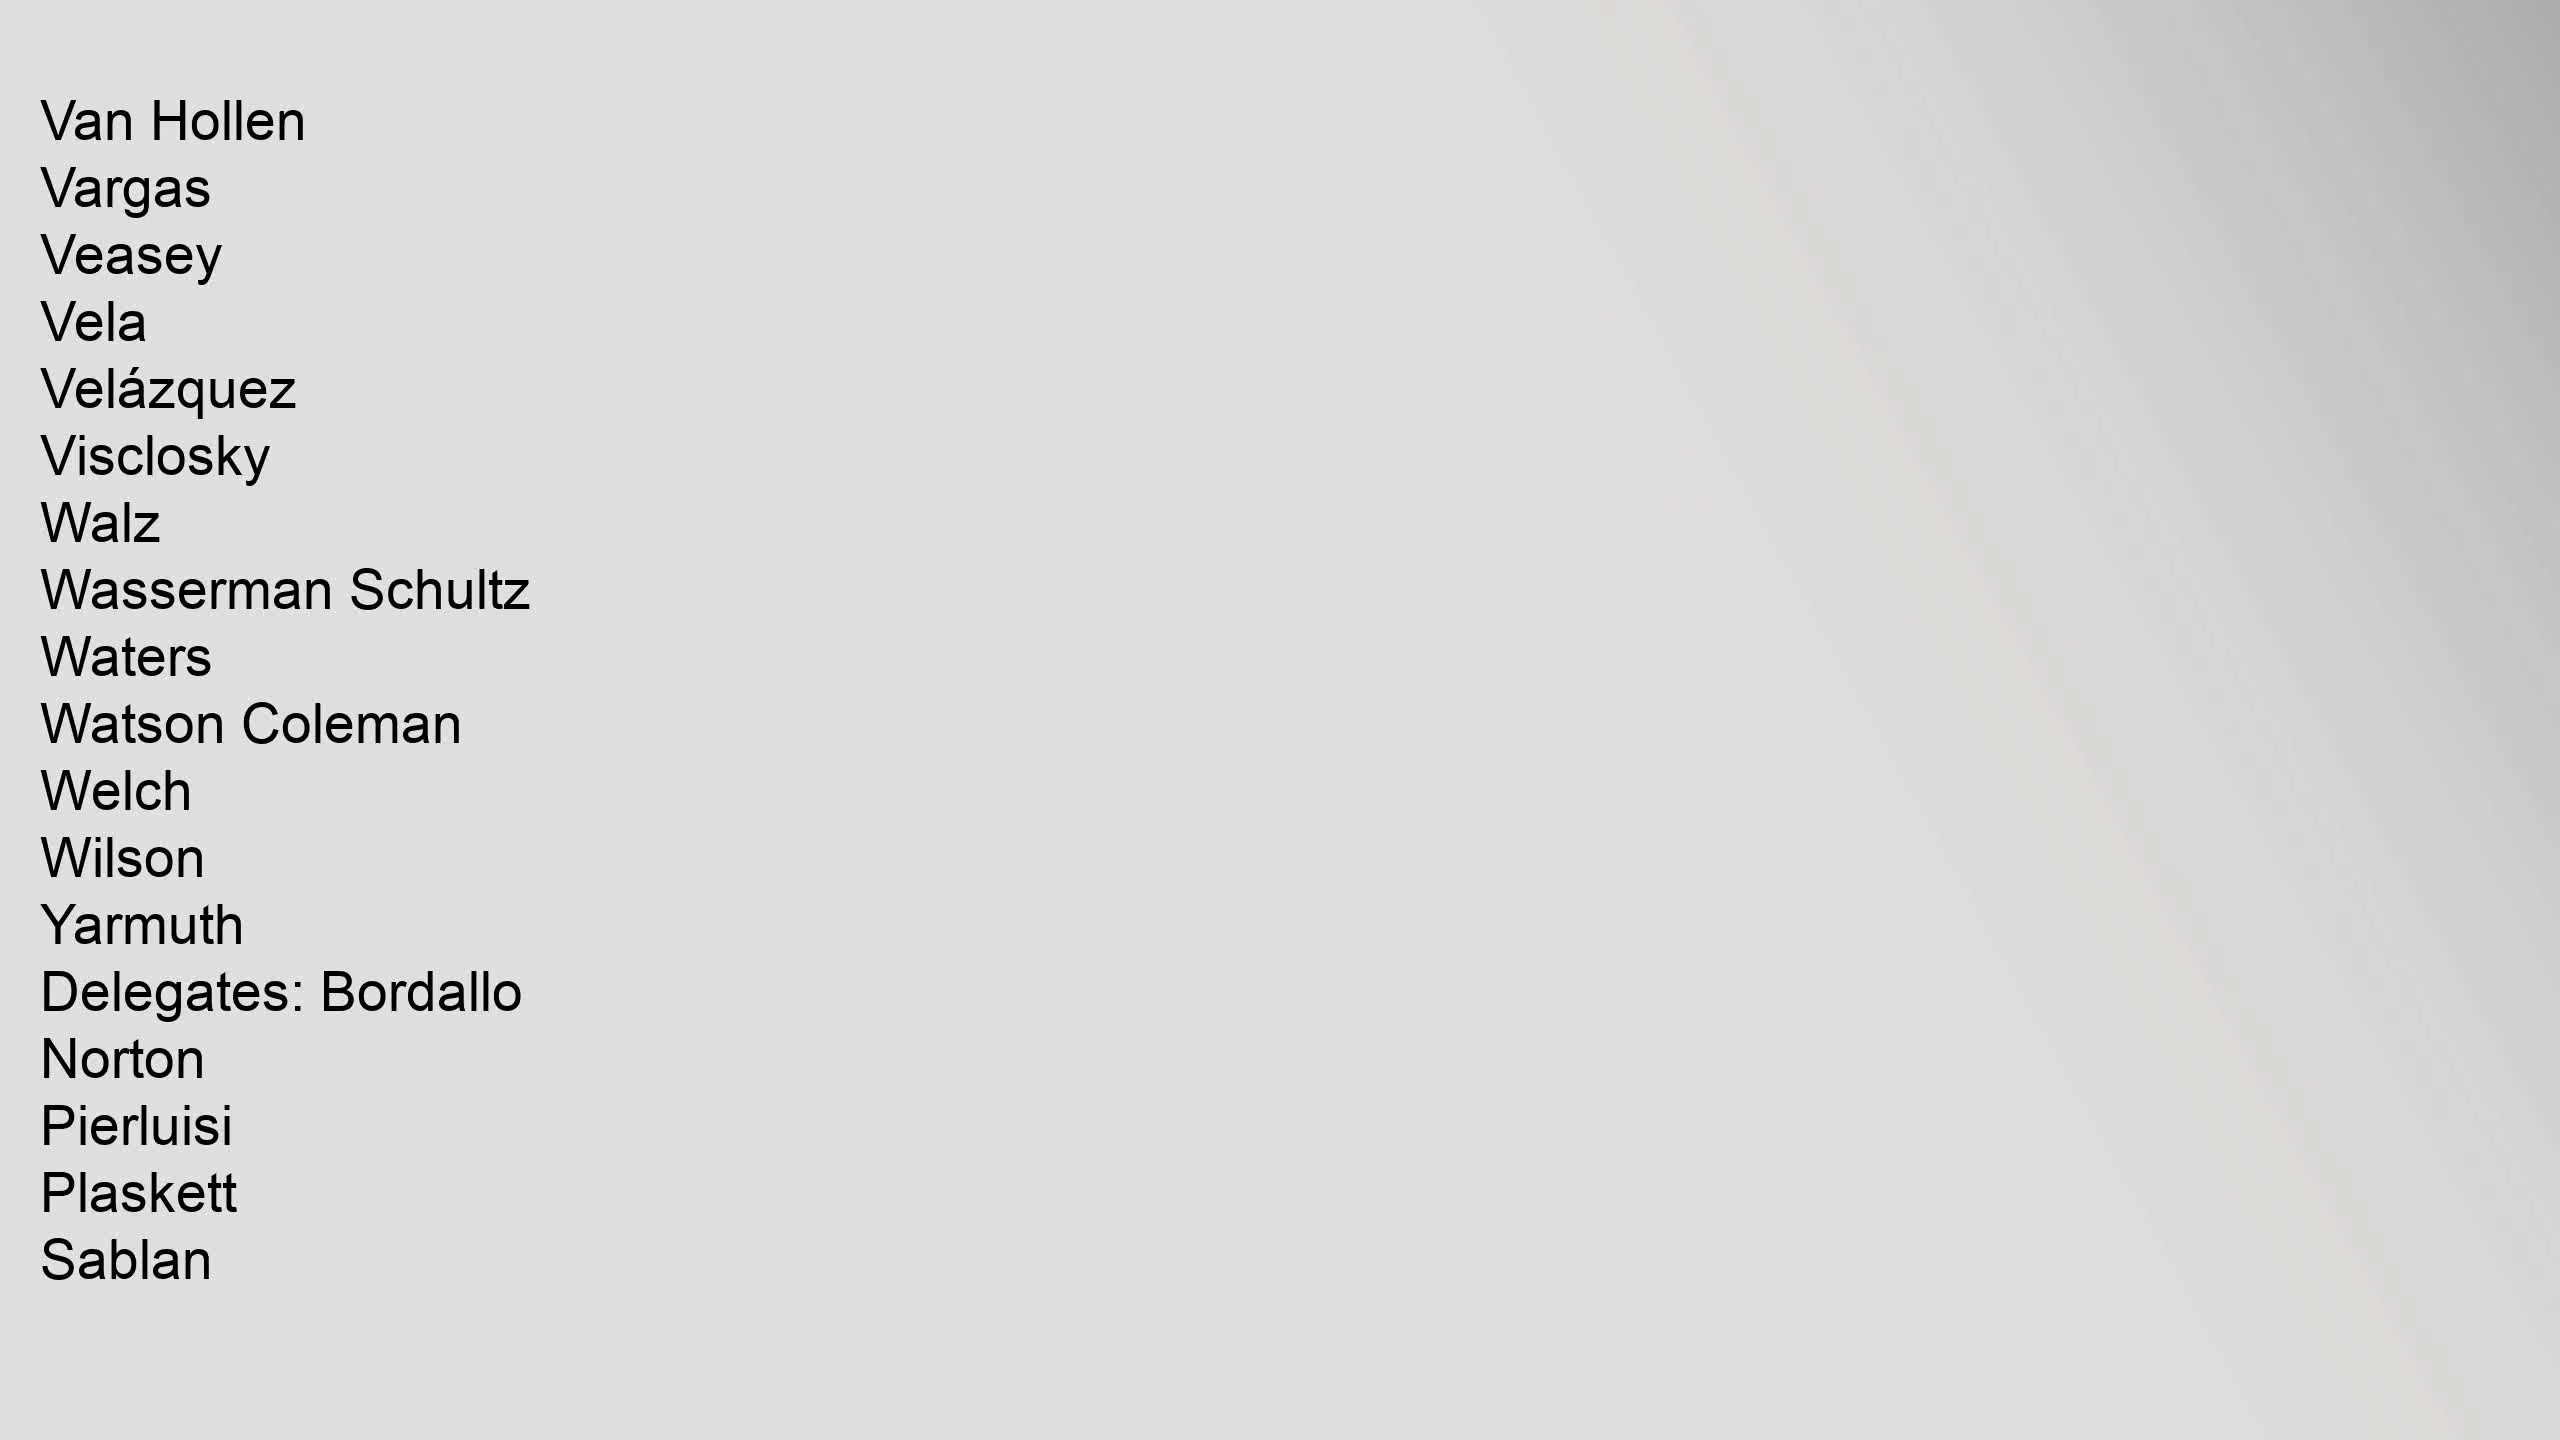 Van Hollen
Vargas
Veasey
Vela
Velázquez
Visclosky
Walz
Wasserman Schultz
Waters
Watson Coleman
Welch
Wilson
Yarmuth
Delegates: Bordallo
Norton
Pierluisi
Plaskett
Sablan